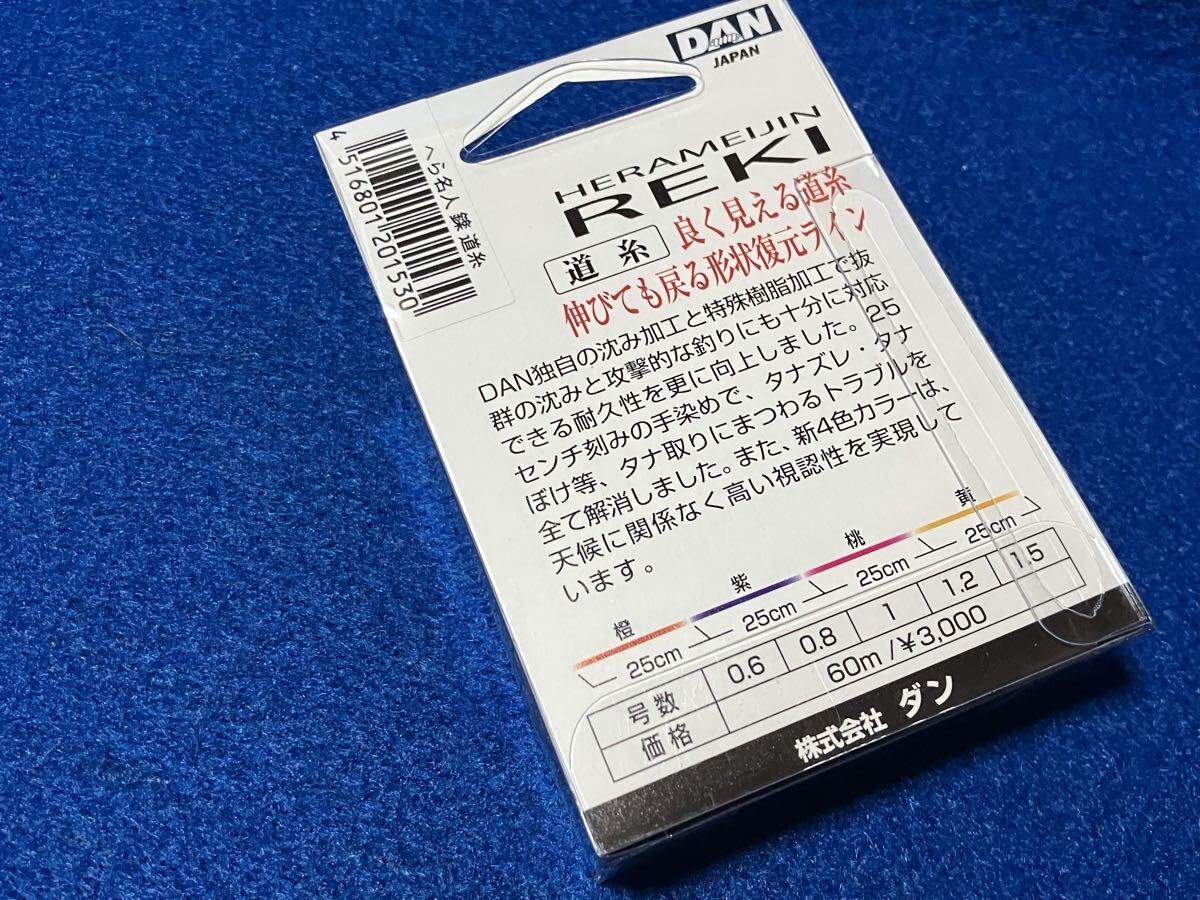 DAN
JAPAN
HERAMEIJIN
REKI
道糸
良く見える道糸
伸びても戻る形状復元ライン
DAN独自の沈み加工と特殊樹脂加工で抜
群の沈みと攻撃的な釣りにも十分に対応
できる耐久性を更に向上しました。25
センチ刻みの手染めで、タナズレ・タナ
ぼけ等、タナ取りにまつわるトラブルを
全て解消しました。また、新4色カラーは、
天候に関係なく高い視認性を実現して
います。
橙 紫 桃 黄
25cm 25cm 25cm 25cm
号数 0.6 0.8 1 1.2 1.5
価格 60m/¥3,000
株式会社 ダン
へら名人 鉄 道糸
4 516801 201530